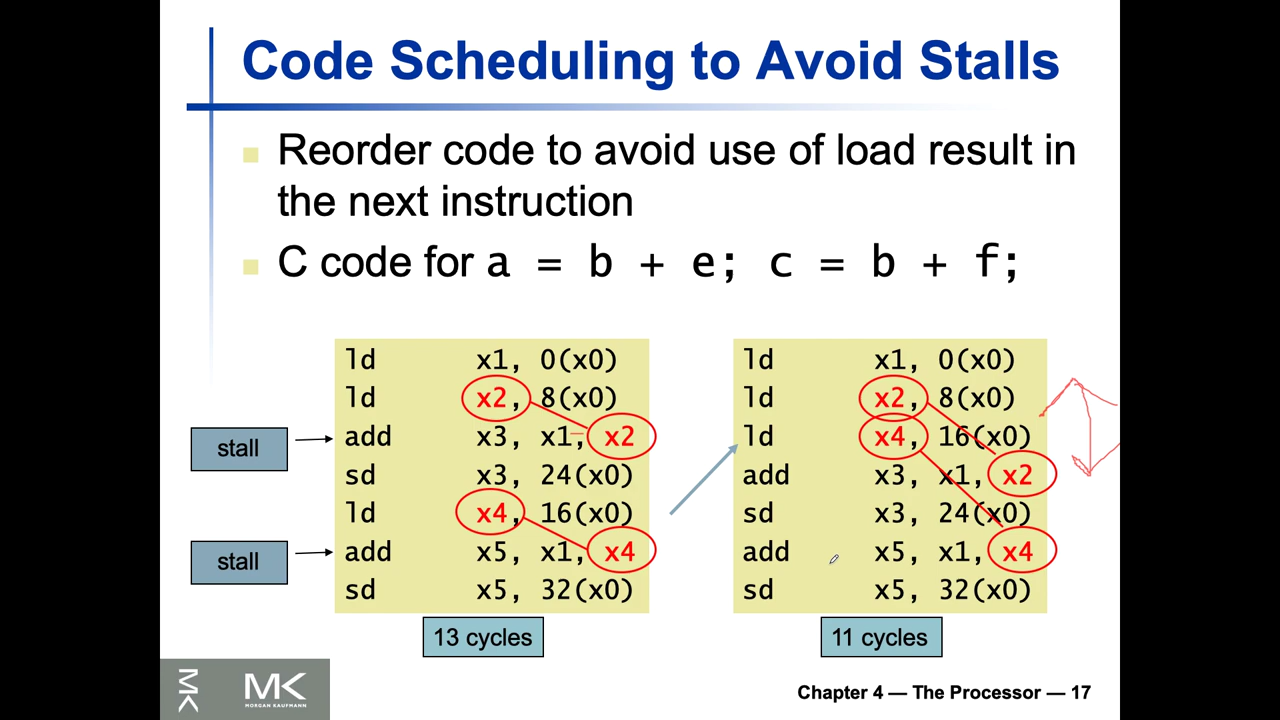 Code Scheduling to Avoid Stalls
Reorder code to avoid use of load result in
the next instruction
C code for a = b + e; c = b + f;
ld x1, 0(x0)
ld x2, 8(x0)
stall add x3, x1, x2
sd x3, 24(x0)
ld x4, 16(x0)
stall add x5, x1, x4
sd x5, 32(x0)
13 cycles
ld x1, 0(x0)
ld x2, 8(x0)
ld x4, 16(x0)
add x3, x1, x2
sd x3, 24(x0)
add x5, x1, x4
sd x5, 32(x0)
11 cycles
MK
MK
MORGAN KAUFMANN
Chapter 4 — The Processor — 17